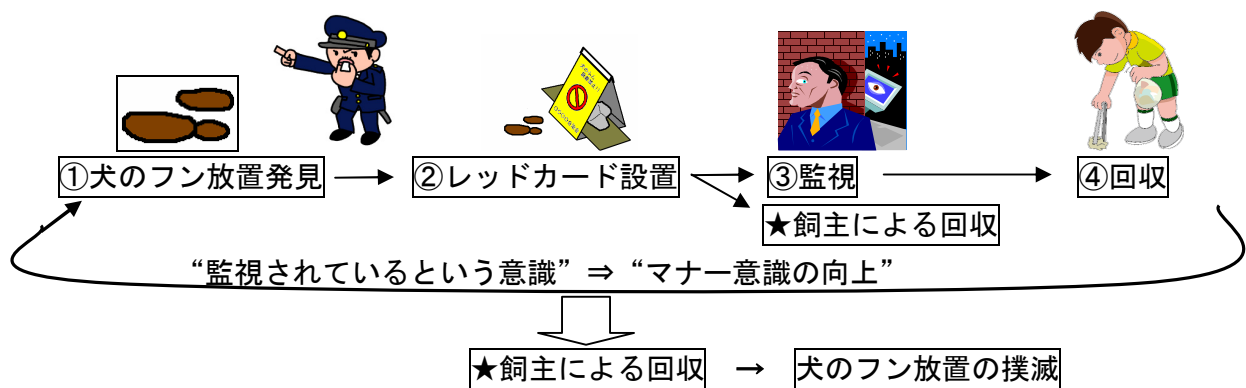 ①犬のフン放置発見 → ②レッドカード設置 → ③監視 → ④回収
★飼主による回収
“監視されているという意識” ⇒ “マナー意識の向上”
★飼主による回収 → 犬のフン放置の撲滅